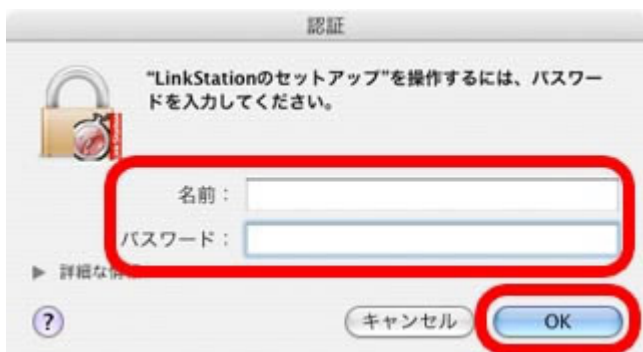 認証
"LinkStationのセットアップ"を操作するには、パスワー
ドを入力してください。
名前：
パスワード：
▶ 詳細な
?
キャンセル
OK